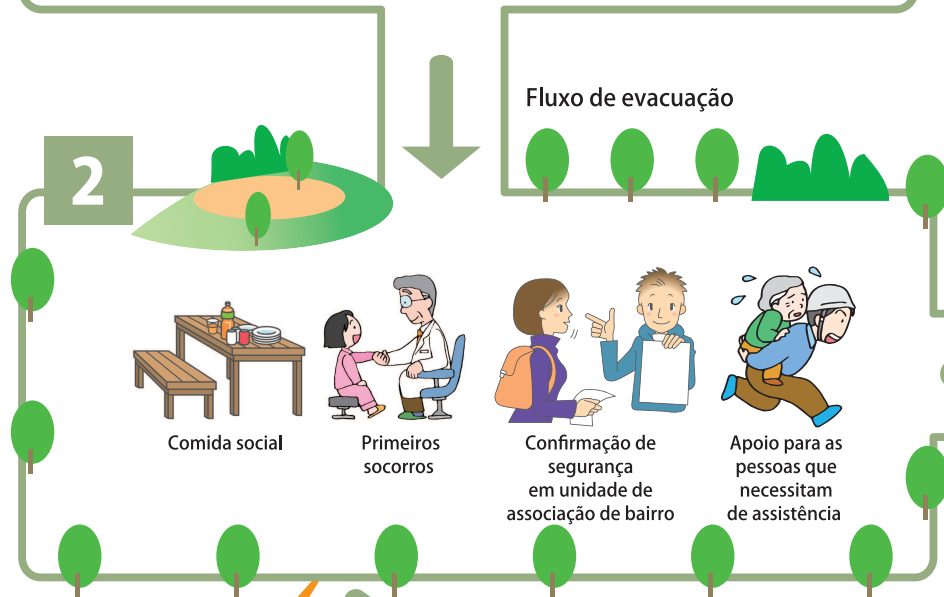 Fluxo de evacuação
2
Comida social
Primeiros
socorros
Confirmação de
segurança
em unidade de
associação de bairro
Apoio para as
pessoas que
necessitam
de assistência